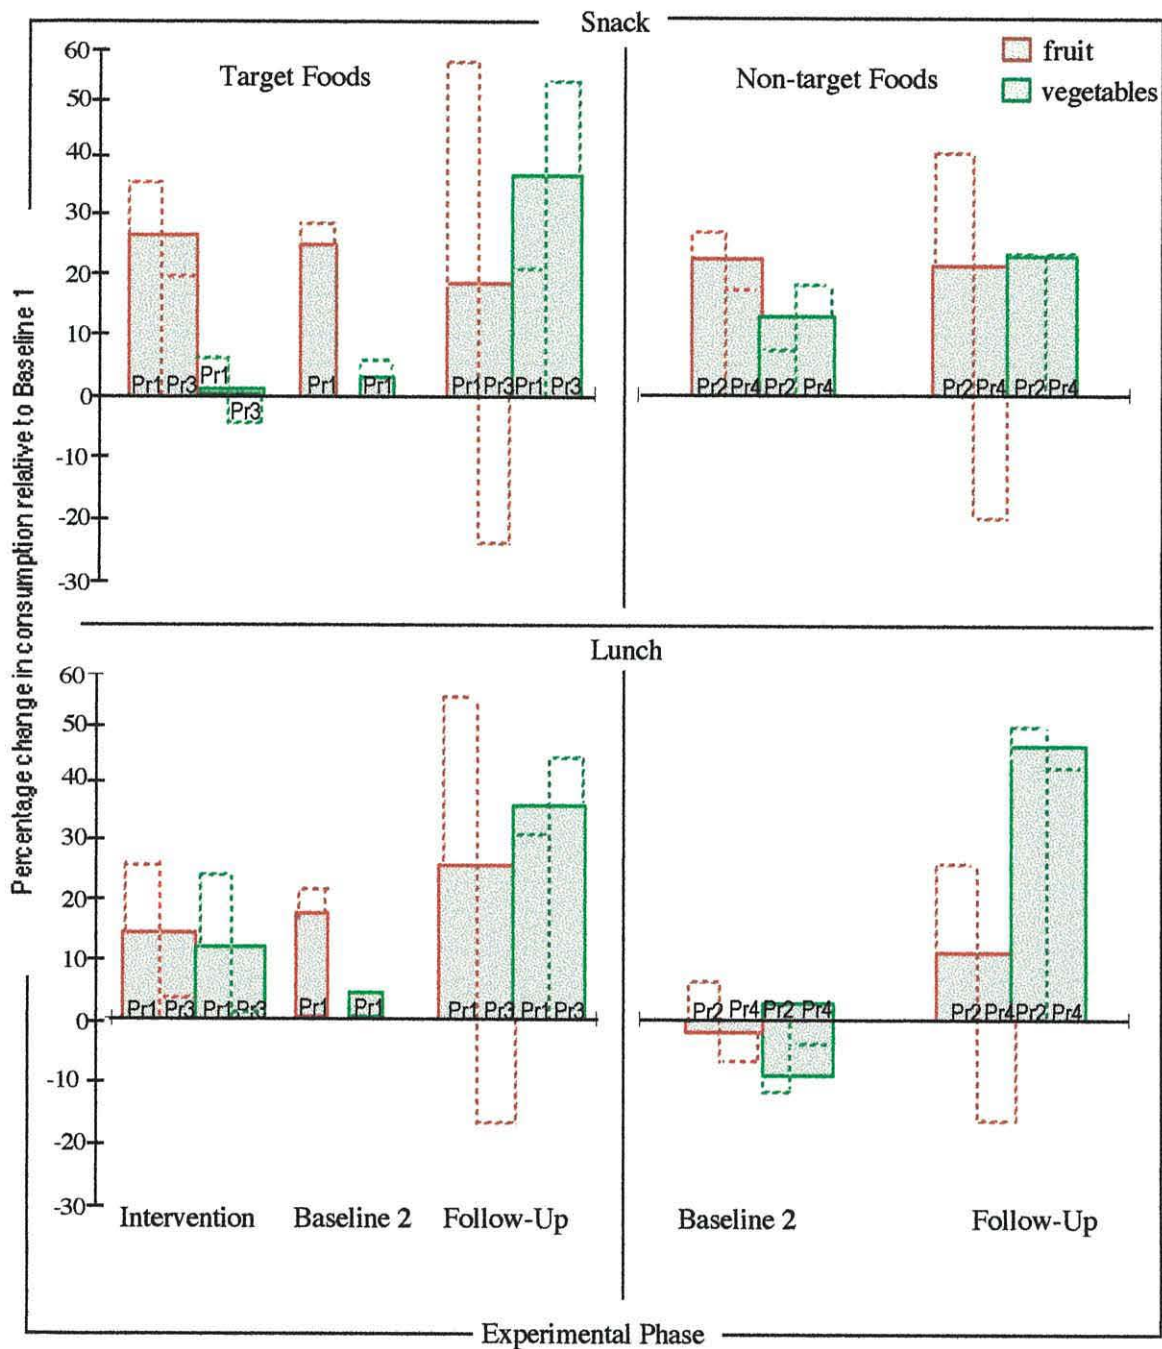 Snack
Target Foods
Non-target Foods
fruit
vegetables
Percentage change in consumption relative to Baseline 1
60
50
40
30
20
10
0
-10
-20
-30
Pr1 Pr3 Pr1 Pr3
Pr1 Pr1
Pr1 Pr3 Pr1 Pr3
Pr2 Pr4 Pr2 Pr4
Pr2 Pr4 Pr2 Pr4
Lunch
60
50
40
30
20
10
0
-10
-20
-30
Pr1 Pr3 Pr1 Pr3
Pr1 Pr1
Pr1 Pr3 Pr1 Pr3
Pr2 Pr4 Pr2 Pr4
Pr2 Pr4 Pr2 Pr4
Intervention Baseline 2 Follow-Up
Baseline 2 Follow-Up
Experimental Phase